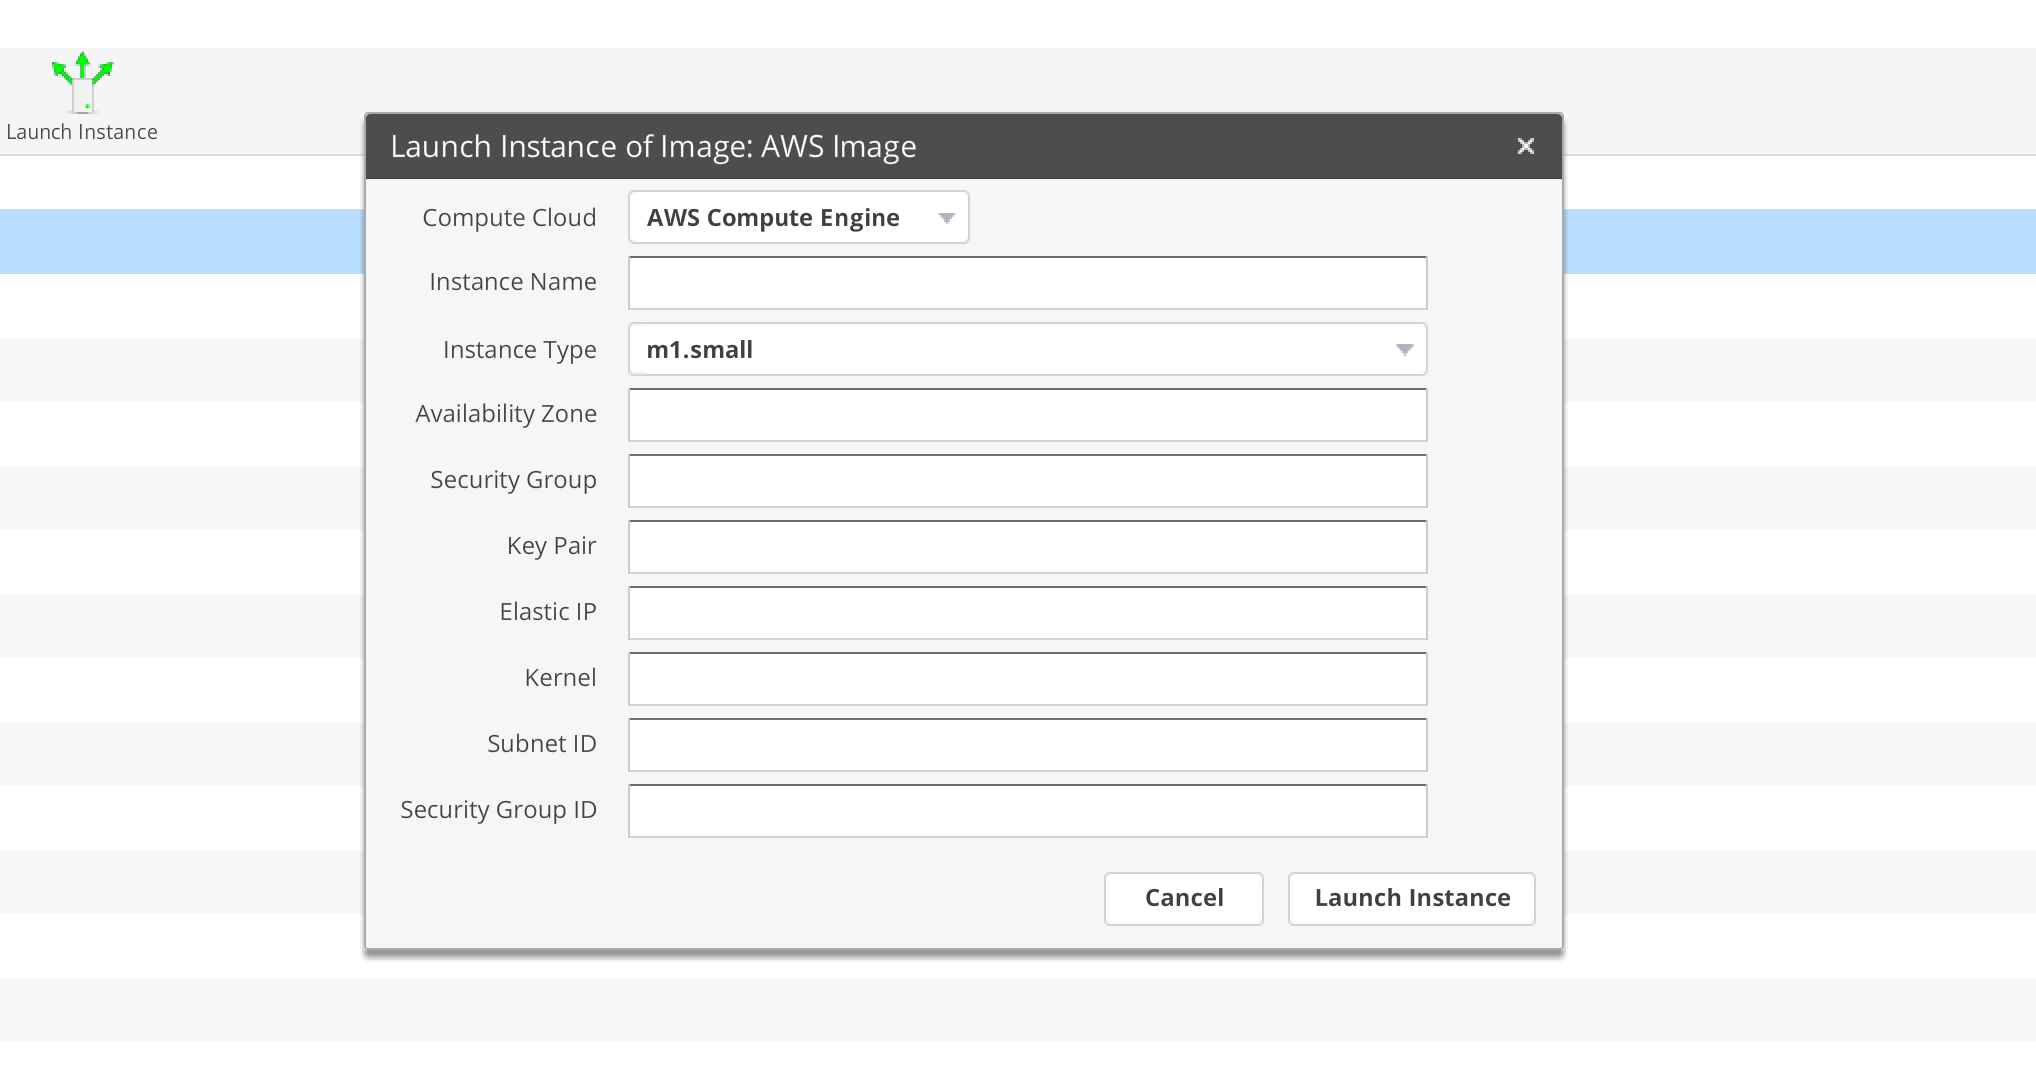 Launch Instance
Launch Instance of Image: AWS Image
Compute Cloud AWS Compute Engine
Instance Name
Instance Type m1.small
Availability Zone
Security Group
Key Pair
Elastic IP
Kernel
Subnet ID
Security Group ID
Cancel Launch Instance